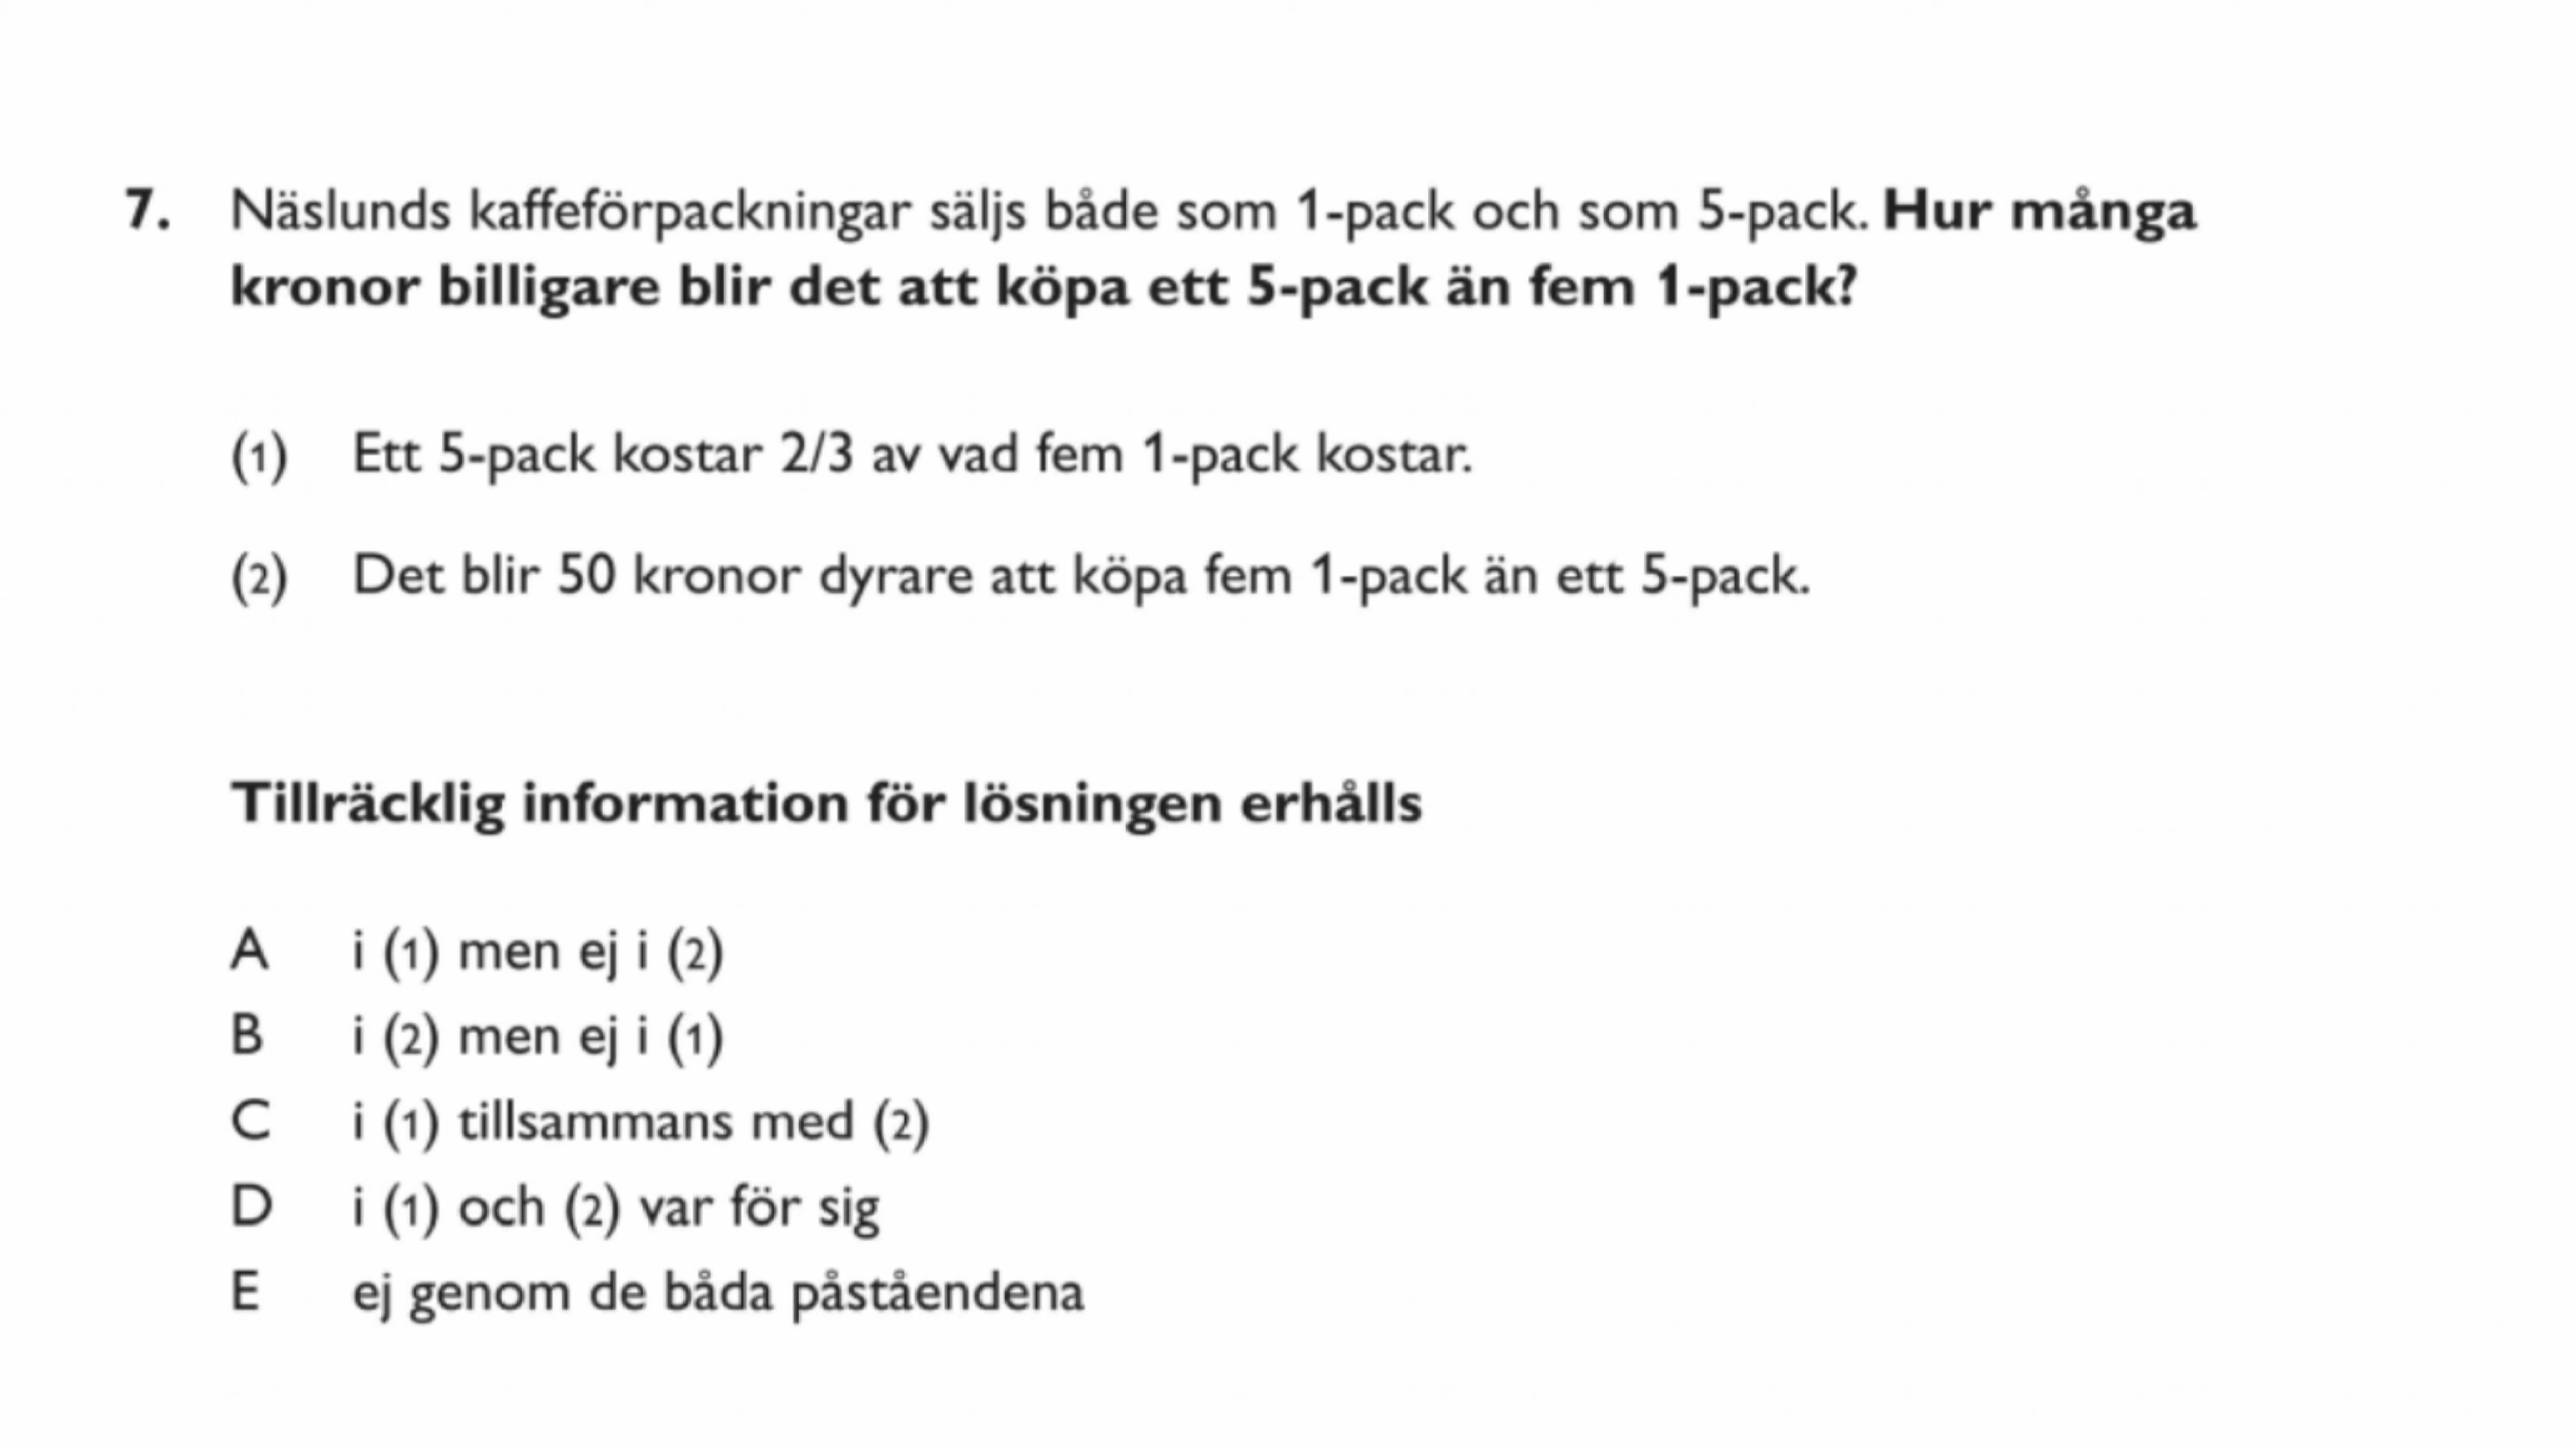 7. Näslunds kaffeförpackningar säljs både som 1-pack och som 5-pack. Hur många
kronor billigare blir det att köpa ett 5-pack än fem 1-pack?
(1) Ett 5-pack kostar 2/3 av vad fem 1-pack kostar.
(2) Det blir 50 kronor dyrare att köpa fem 1-pack än ett 5-pack.
Tillräcklig information för lösningen erhålls
A i (1) men ej i (2)
B i (2) men ej i (1)
C i (1) tillsammans med (2)
D i (1) och (2) var för sig
E ej genom de båda påståendena